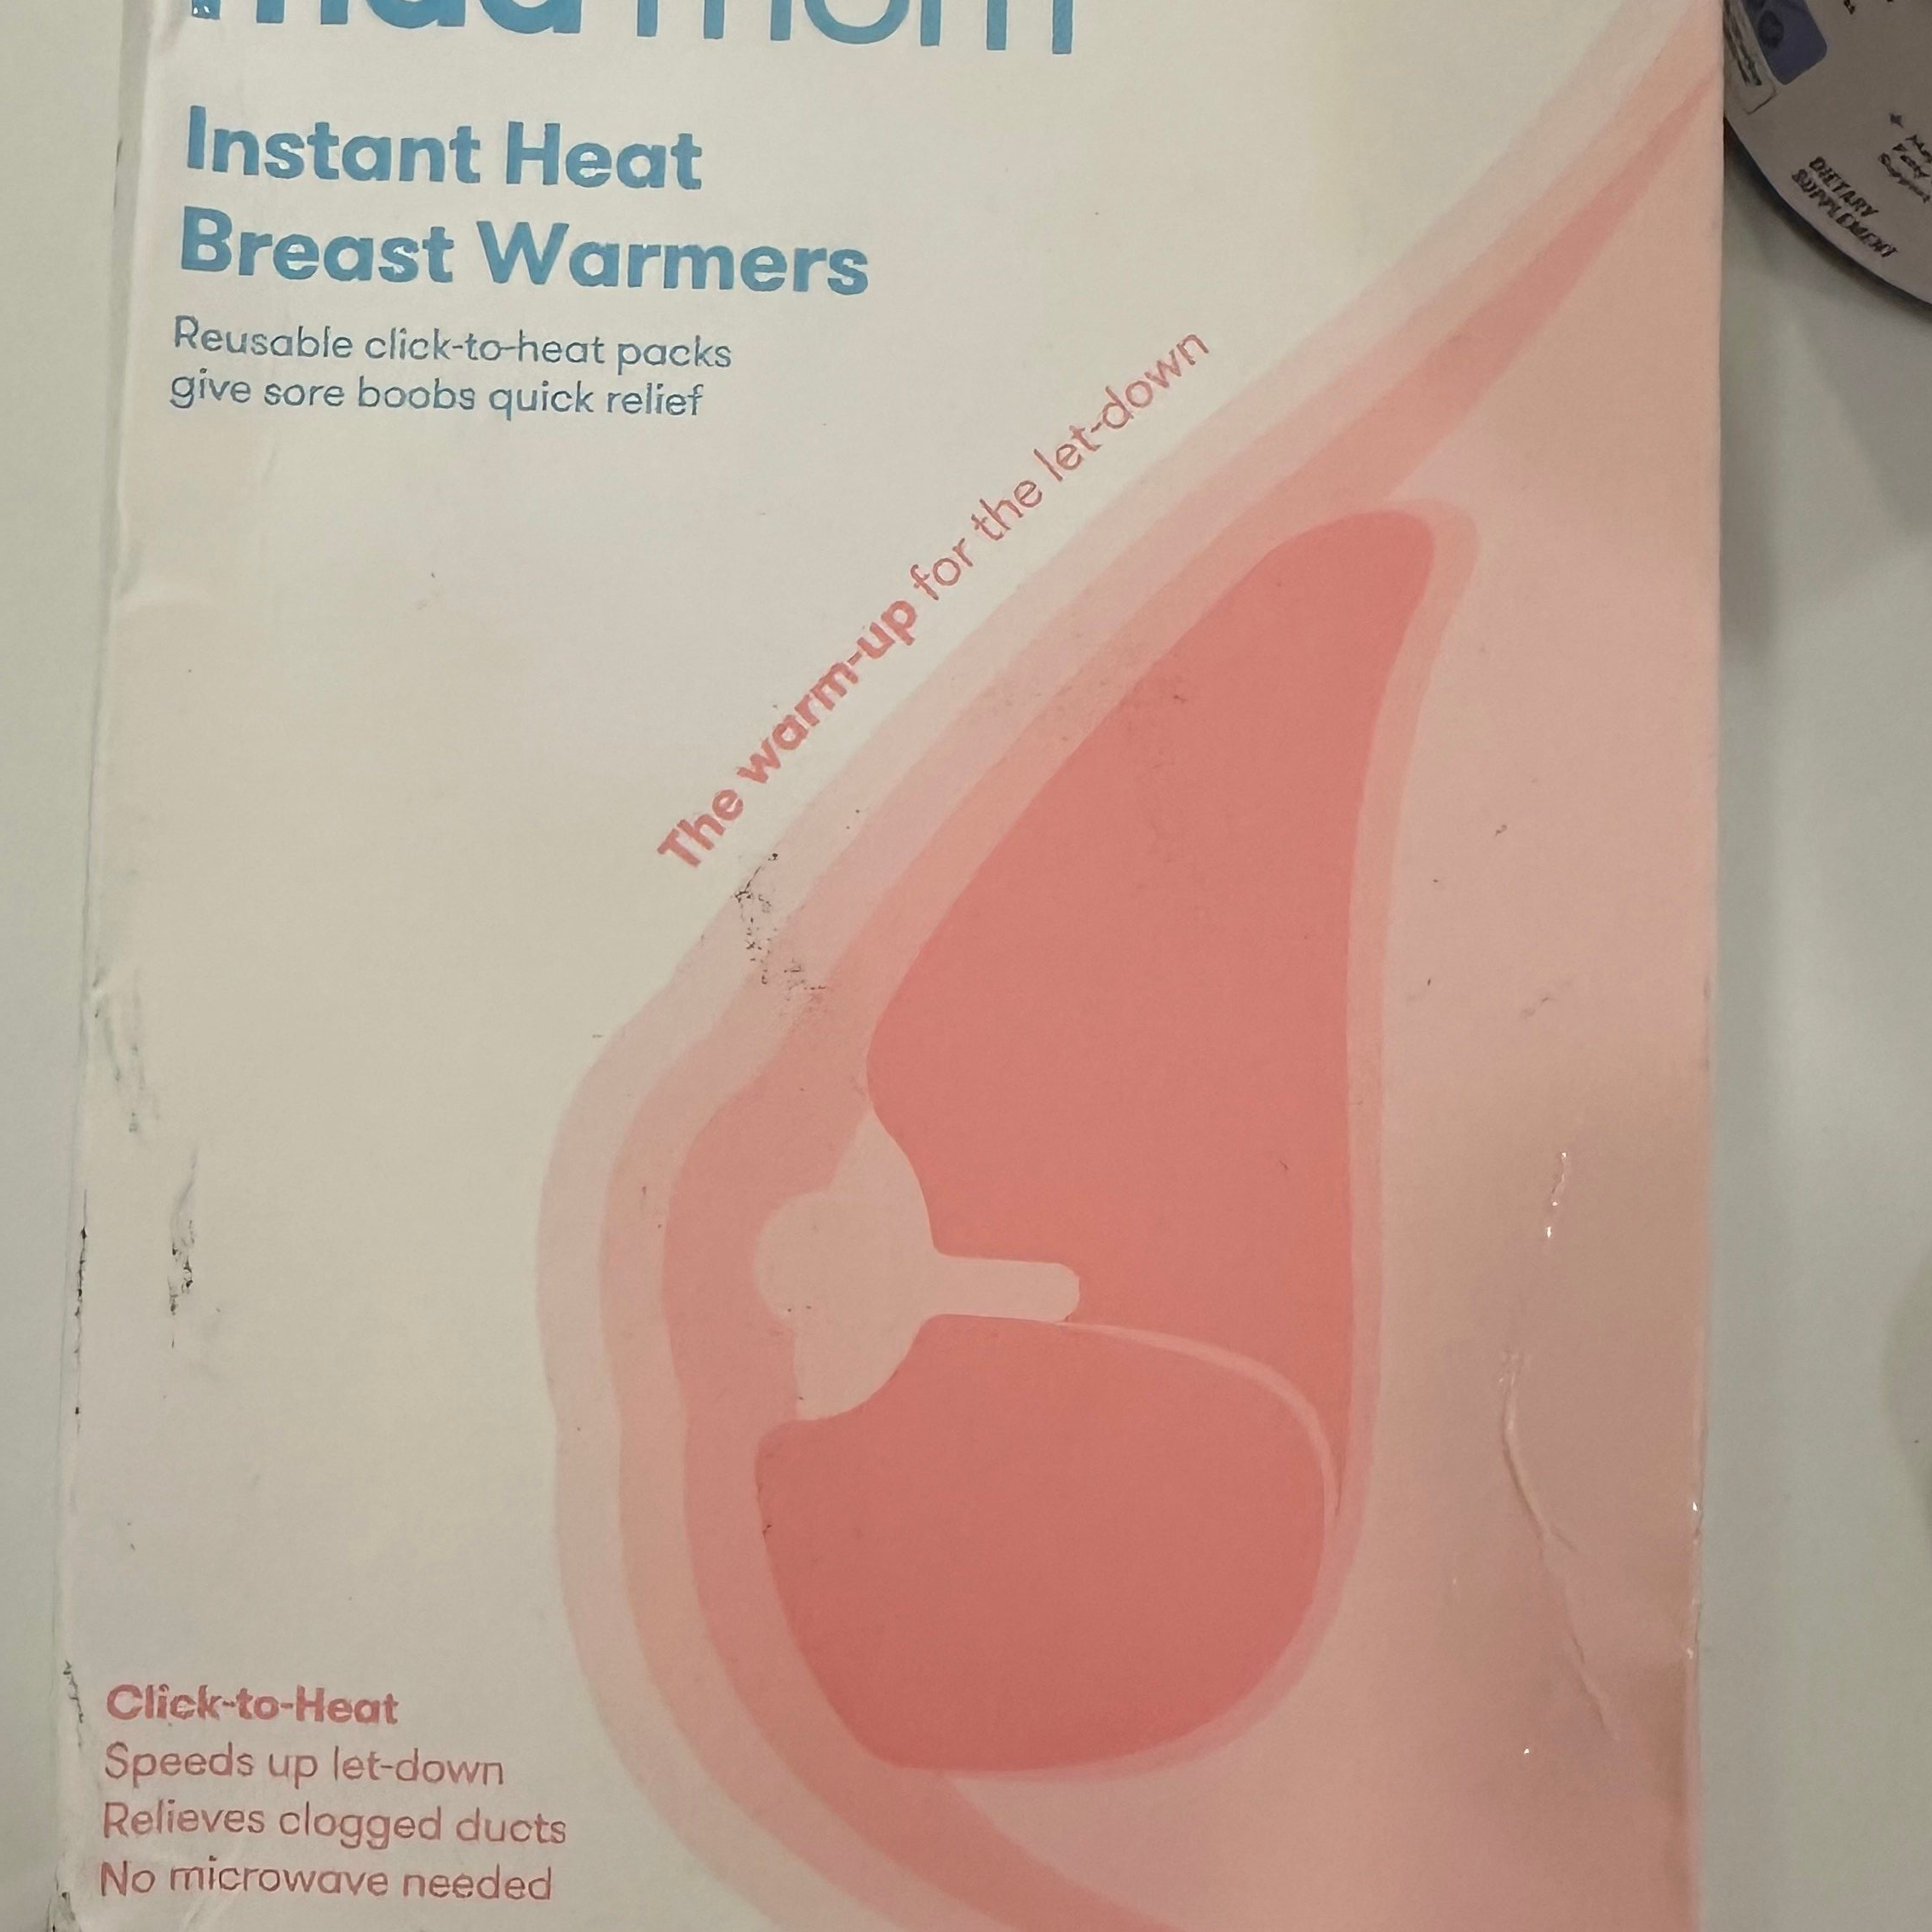 mom
Instant Heat
Breast Warmers
Reusable click-to-heat packs
give sore boobs quick relief
The warm-up for the let-down
Click-to-Heat
Speeds up let-down
Relieves clogged ducts
No microwave needed
DIETARY
SUPPLEMENT